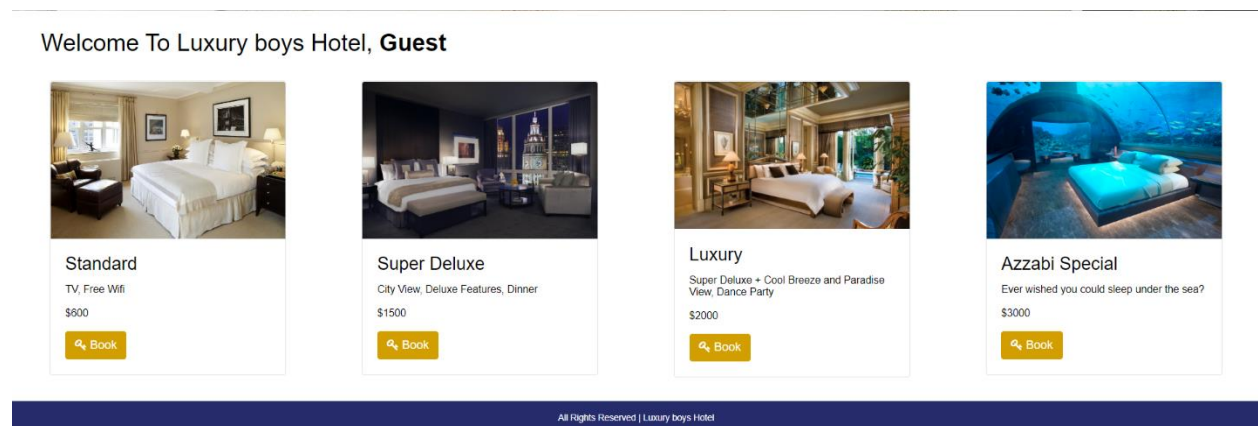 Welcome To Luxury boys Hotel, Guest
Standard
TV, Free Wifi
$600
Book
Super Deluxe
City View, Deluxe Features, Dinner
$1500
Book
Luxury
Super Deluxe + Cool Breeze and Paradise
View, Dance Party
$2000
Book
Azzabi Special
Ever wished you could sleep under the sea?
$3000
Book
All Rights Reserved | Luxury boys Hotel